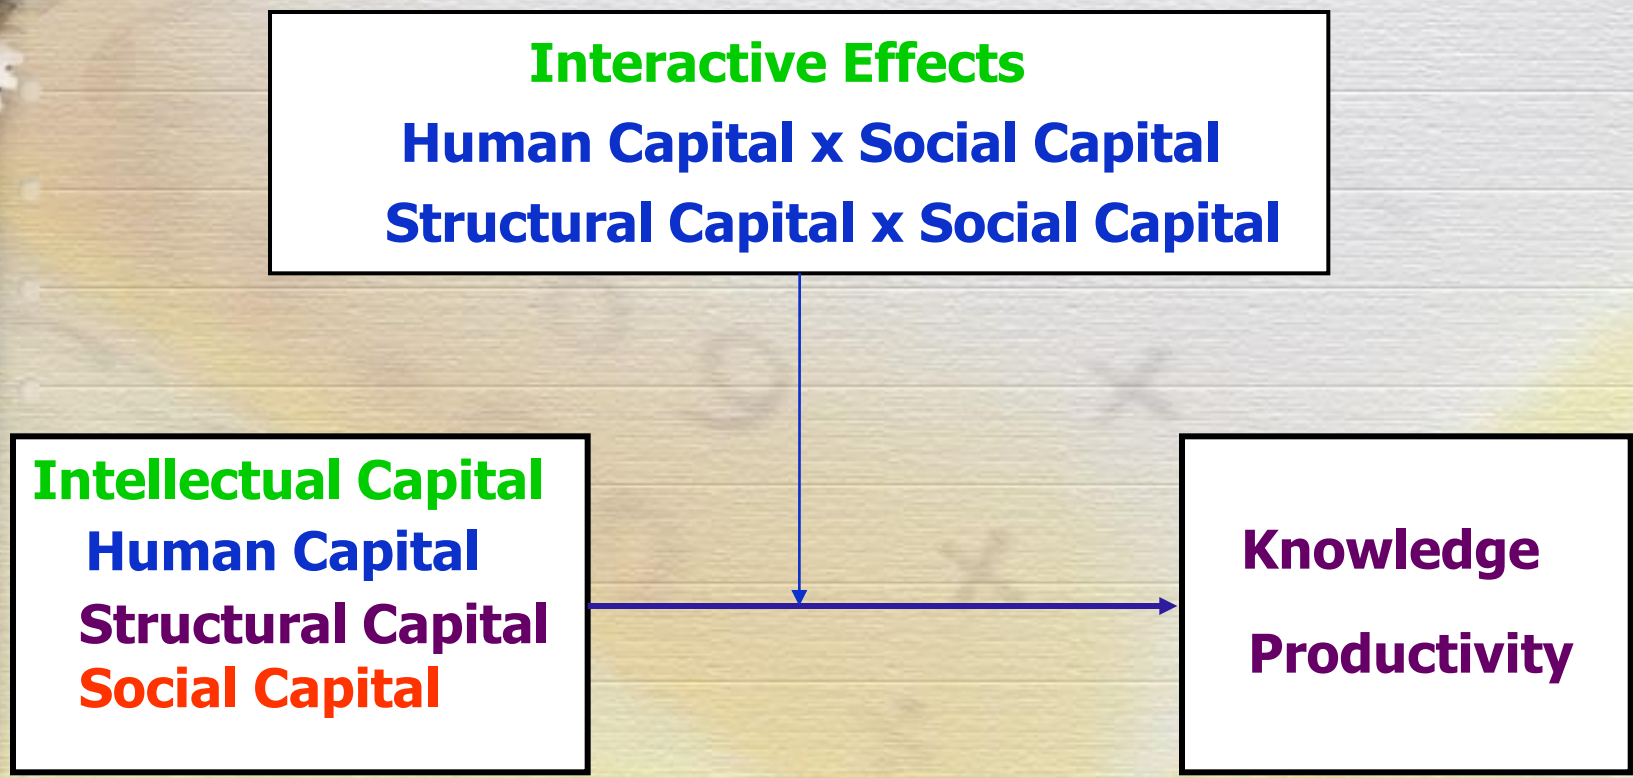 Interactive Effects
Human Capital x Social Capital
Structural Capital x Social Capital
Intellectual Capital
Human Capital
Structural Capital
Social Capital
Knowledge
Productivity